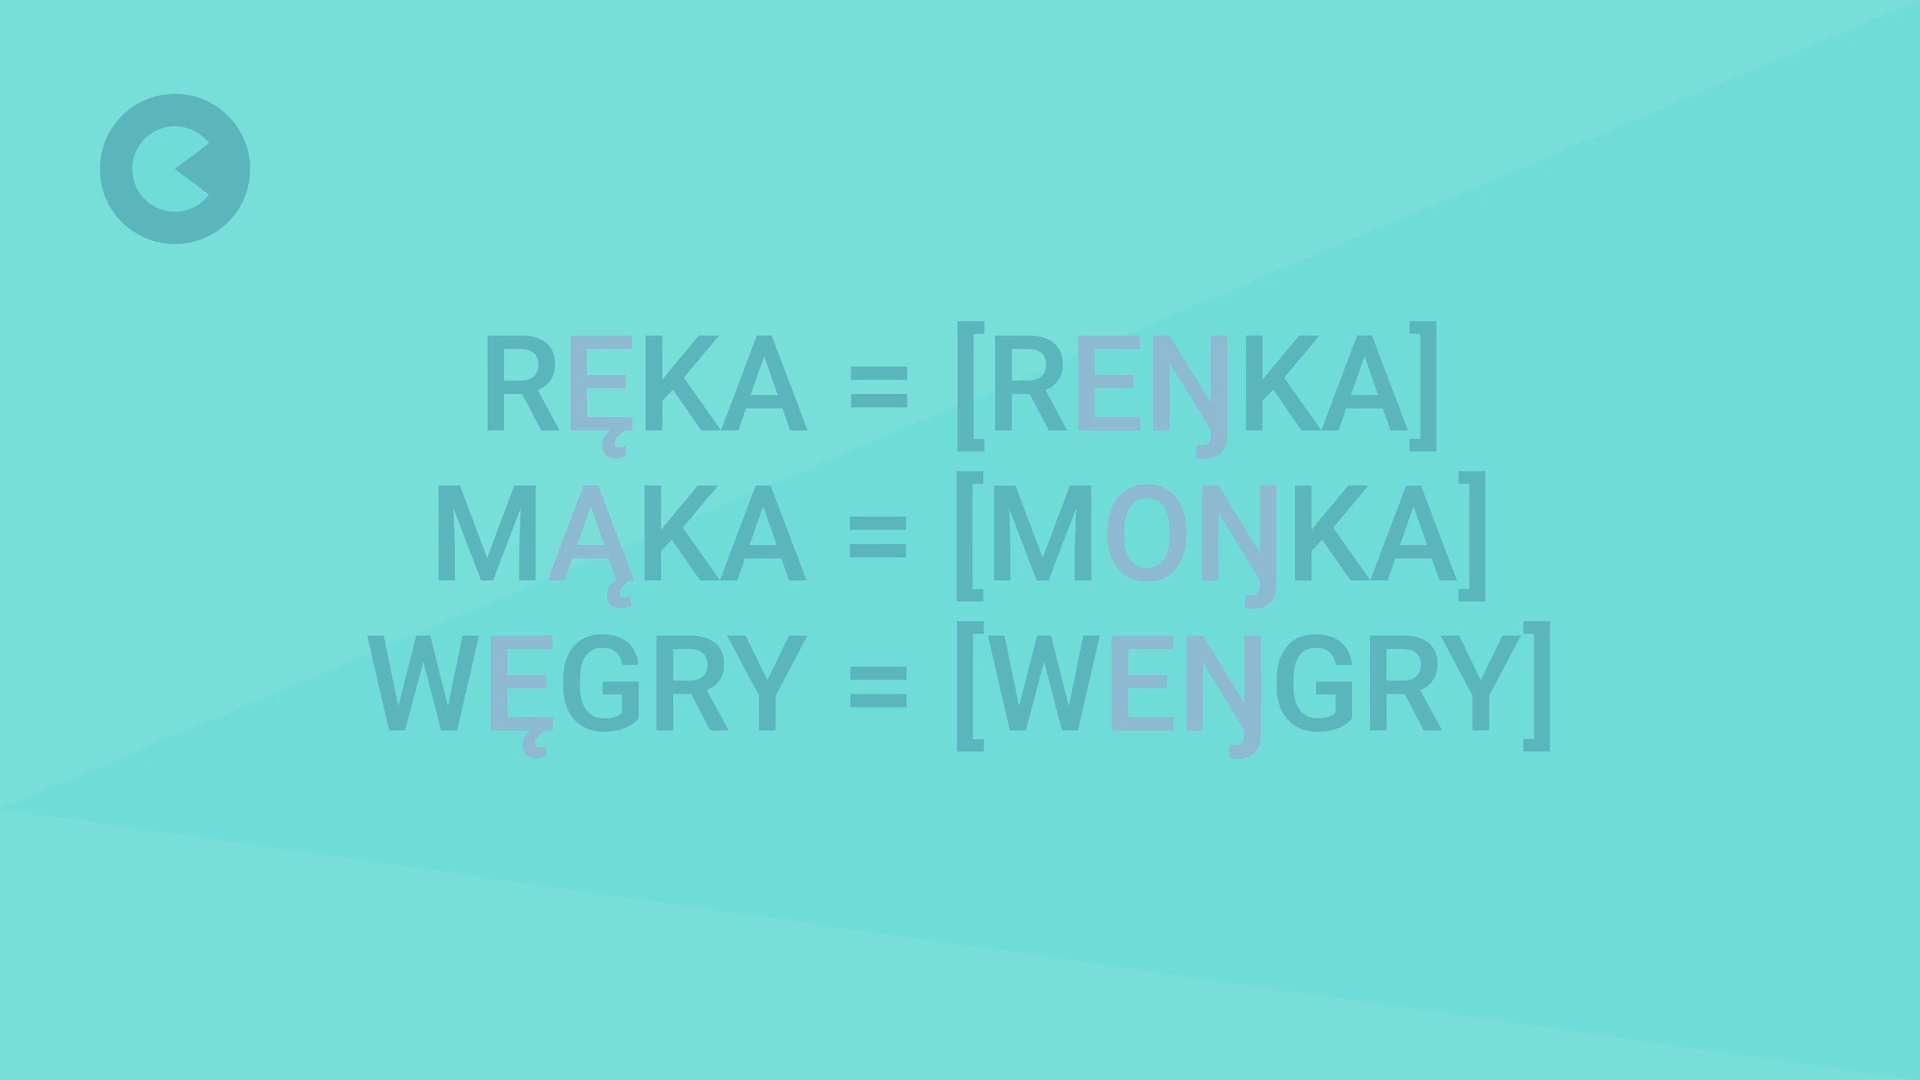 RĘKA = [REŊKA]
MĄKA = [MOŊKA]
WĘGRY = [WEŊGRY]